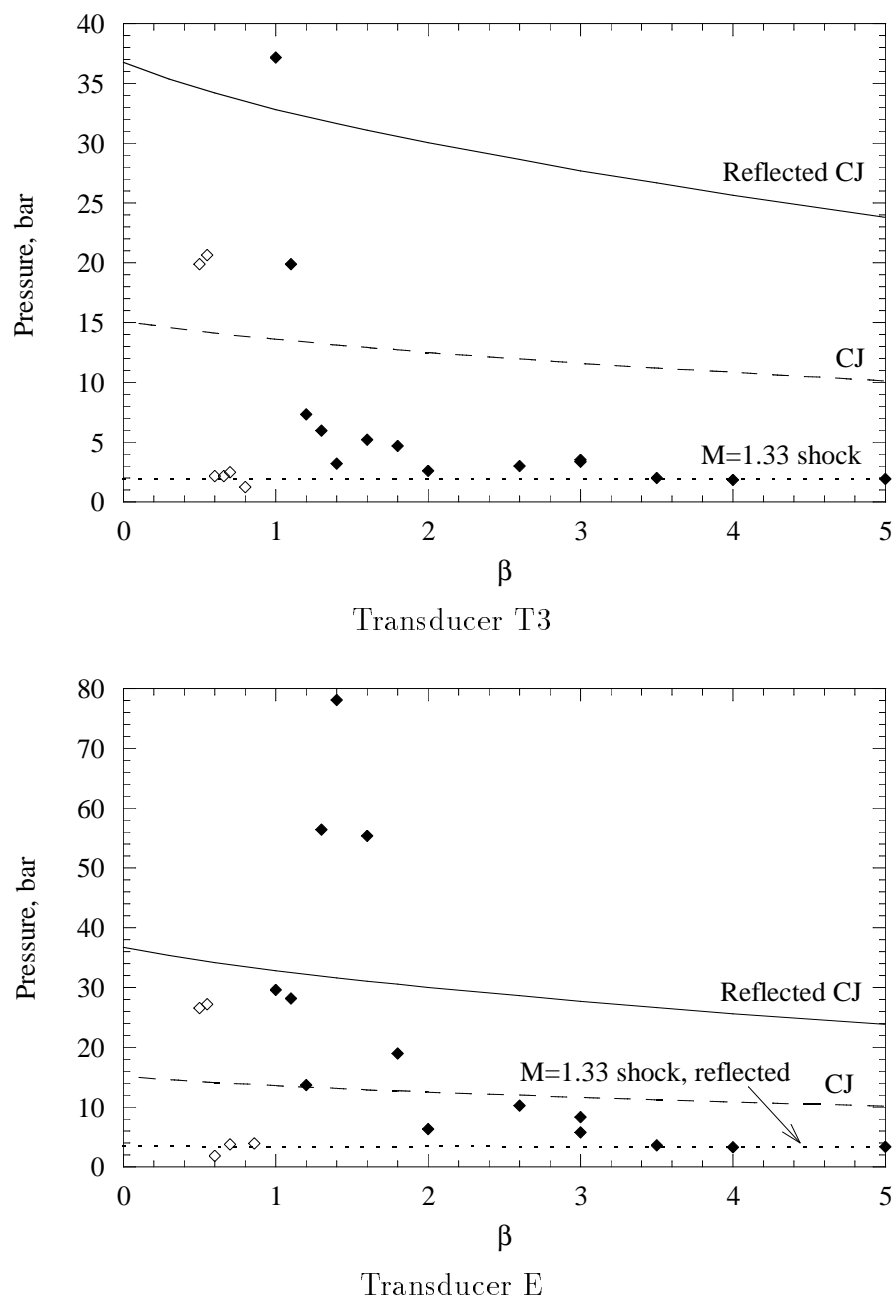 40
35
30
25
20
15
10
5
0
Pressure, bar
Reflected CJ
CJ
M=1.33 shock
0 1 2 3 4 5
β
Transducer T3
80
70
60
50
40
30
20
10
0
Pressure, bar
Reflected CJ
M=1.33 shock, reflected
CJ
0 1 2 3 4 5
β
Transducer E